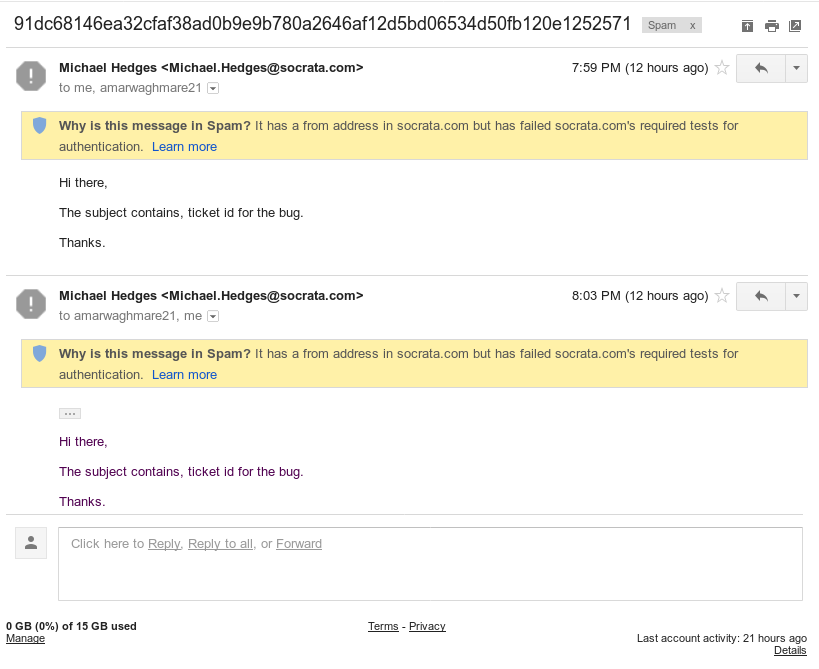 91dc68146ea32cfaf38ad0b9e9b780a2646af12d5bd06534d50fb120e1252571 Spam x
Michael Hedges <Michael.Hedges@socrata.com> 7:59 PM (12 hours ago)
to me, amarwaghmare21
Why is this message in Spam? It has a from address in socrata.com but has failed socrata.com's required tests for
authentication. Learn more
Hi there,
The subject contains, ticket id for the bug.
Thanks.
Michael Hedges <Michael.Hedges@socrata.com> 8:03 PM (12 hours ago)
to amarwaghmare21, me
Why is this message in Spam? It has a from address in socrata.com but has failed socrata.com's required tests for
authentication. Learn more
Hi there,
The subject contains, ticket id for the bug.
Thanks.
Click here to Reply, Reply to all, or Forward
0 GB (0%) of 15 GB used
Manage
Terms - Privacy
Last account activity: 21 hours ago
Details